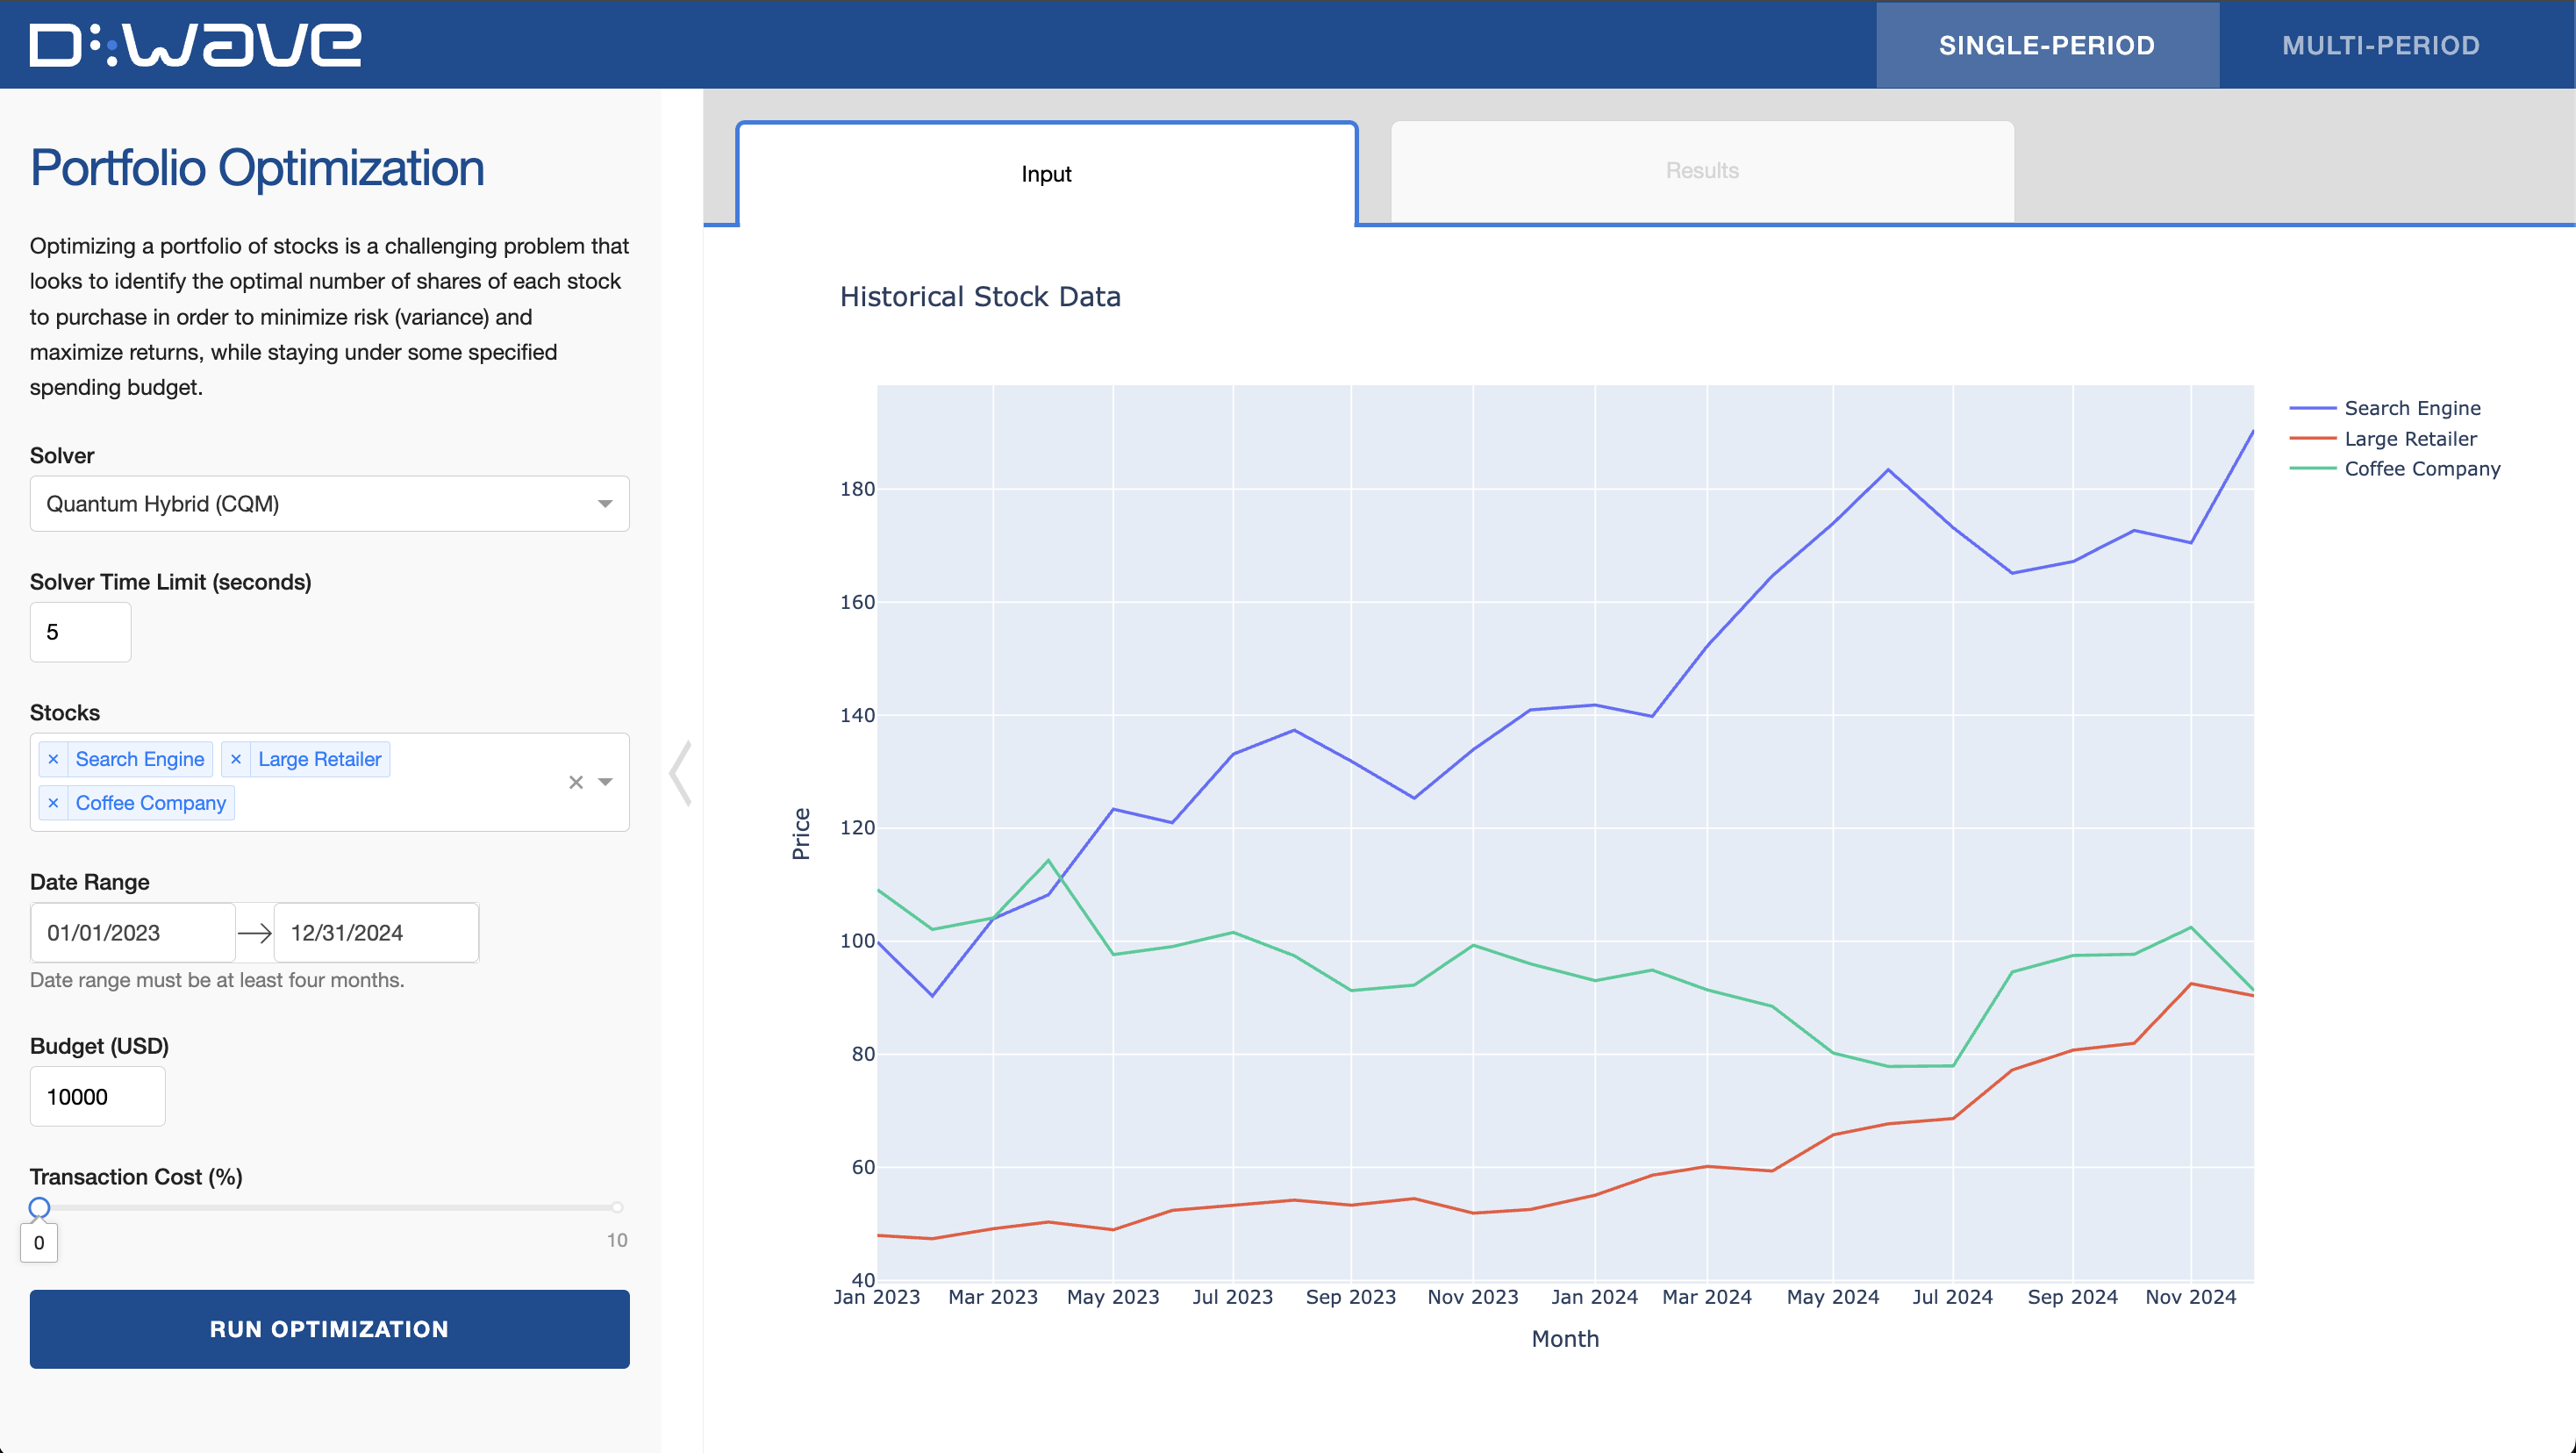 D:Wave
SINGLE-PERIOD
MULTI-PERIOD
Portfolio Optimization
Optimizing a portfolio of stocks is a challenging problem that
looks to identify the optimal number of shares of each stock
to purchase in order to minimize risk (variance) and
maximize returns, while staying under some specified
spending budget.
Solver
Quantum Hybrid (CQM)
Solver Time Limit (seconds)
5
Stocks
× Search Engine × Large Retailer
× Coffee Company
Date Range
01/01/2023 → 12/31/2024
Date range must be at least four months.
Budget (USD)
10000
Transaction Cost (%)
0
10
RUN OPTIMIZATION
Input
Results
Historical Stock Data
Search Engine
Large Retailer
Coffee Company
Price
180
160
140
120
100
80
60
40
Jan 2023 Mar 2023 May 2023 Jul 2023 Sep 2023 Nov 2023 Jan 2024 Mar 2024 May 2024 Jul 2024 Sep 2024 Nov 2024
Month